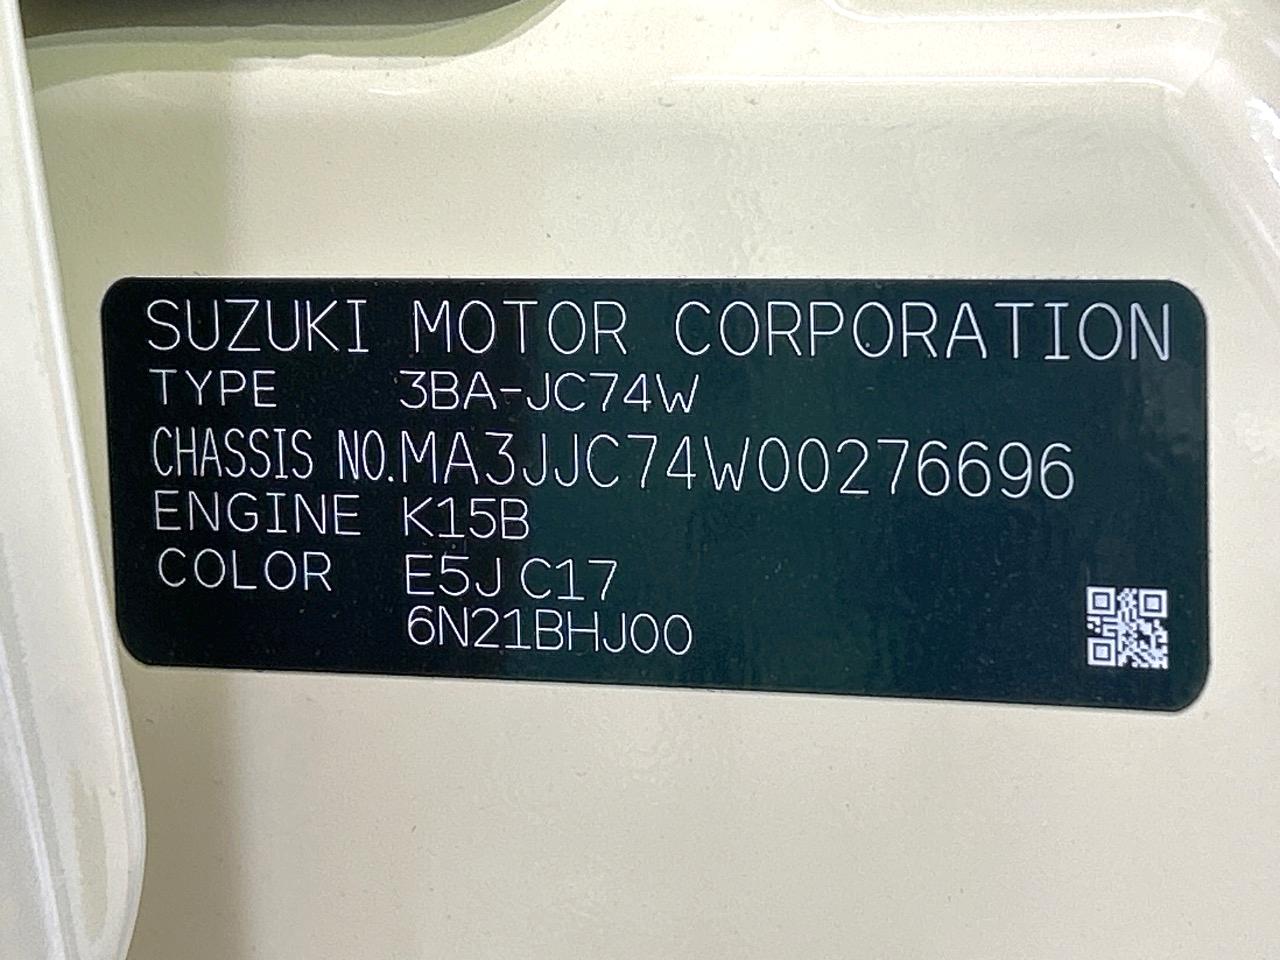 SUZUKI MOTOR CORPORATION
TYPE 3BA-JC74W
CHASSIS NO. MA3JJC74W00276696
ENGINE K15B
COLOR E5J C17
6N21BHJ00